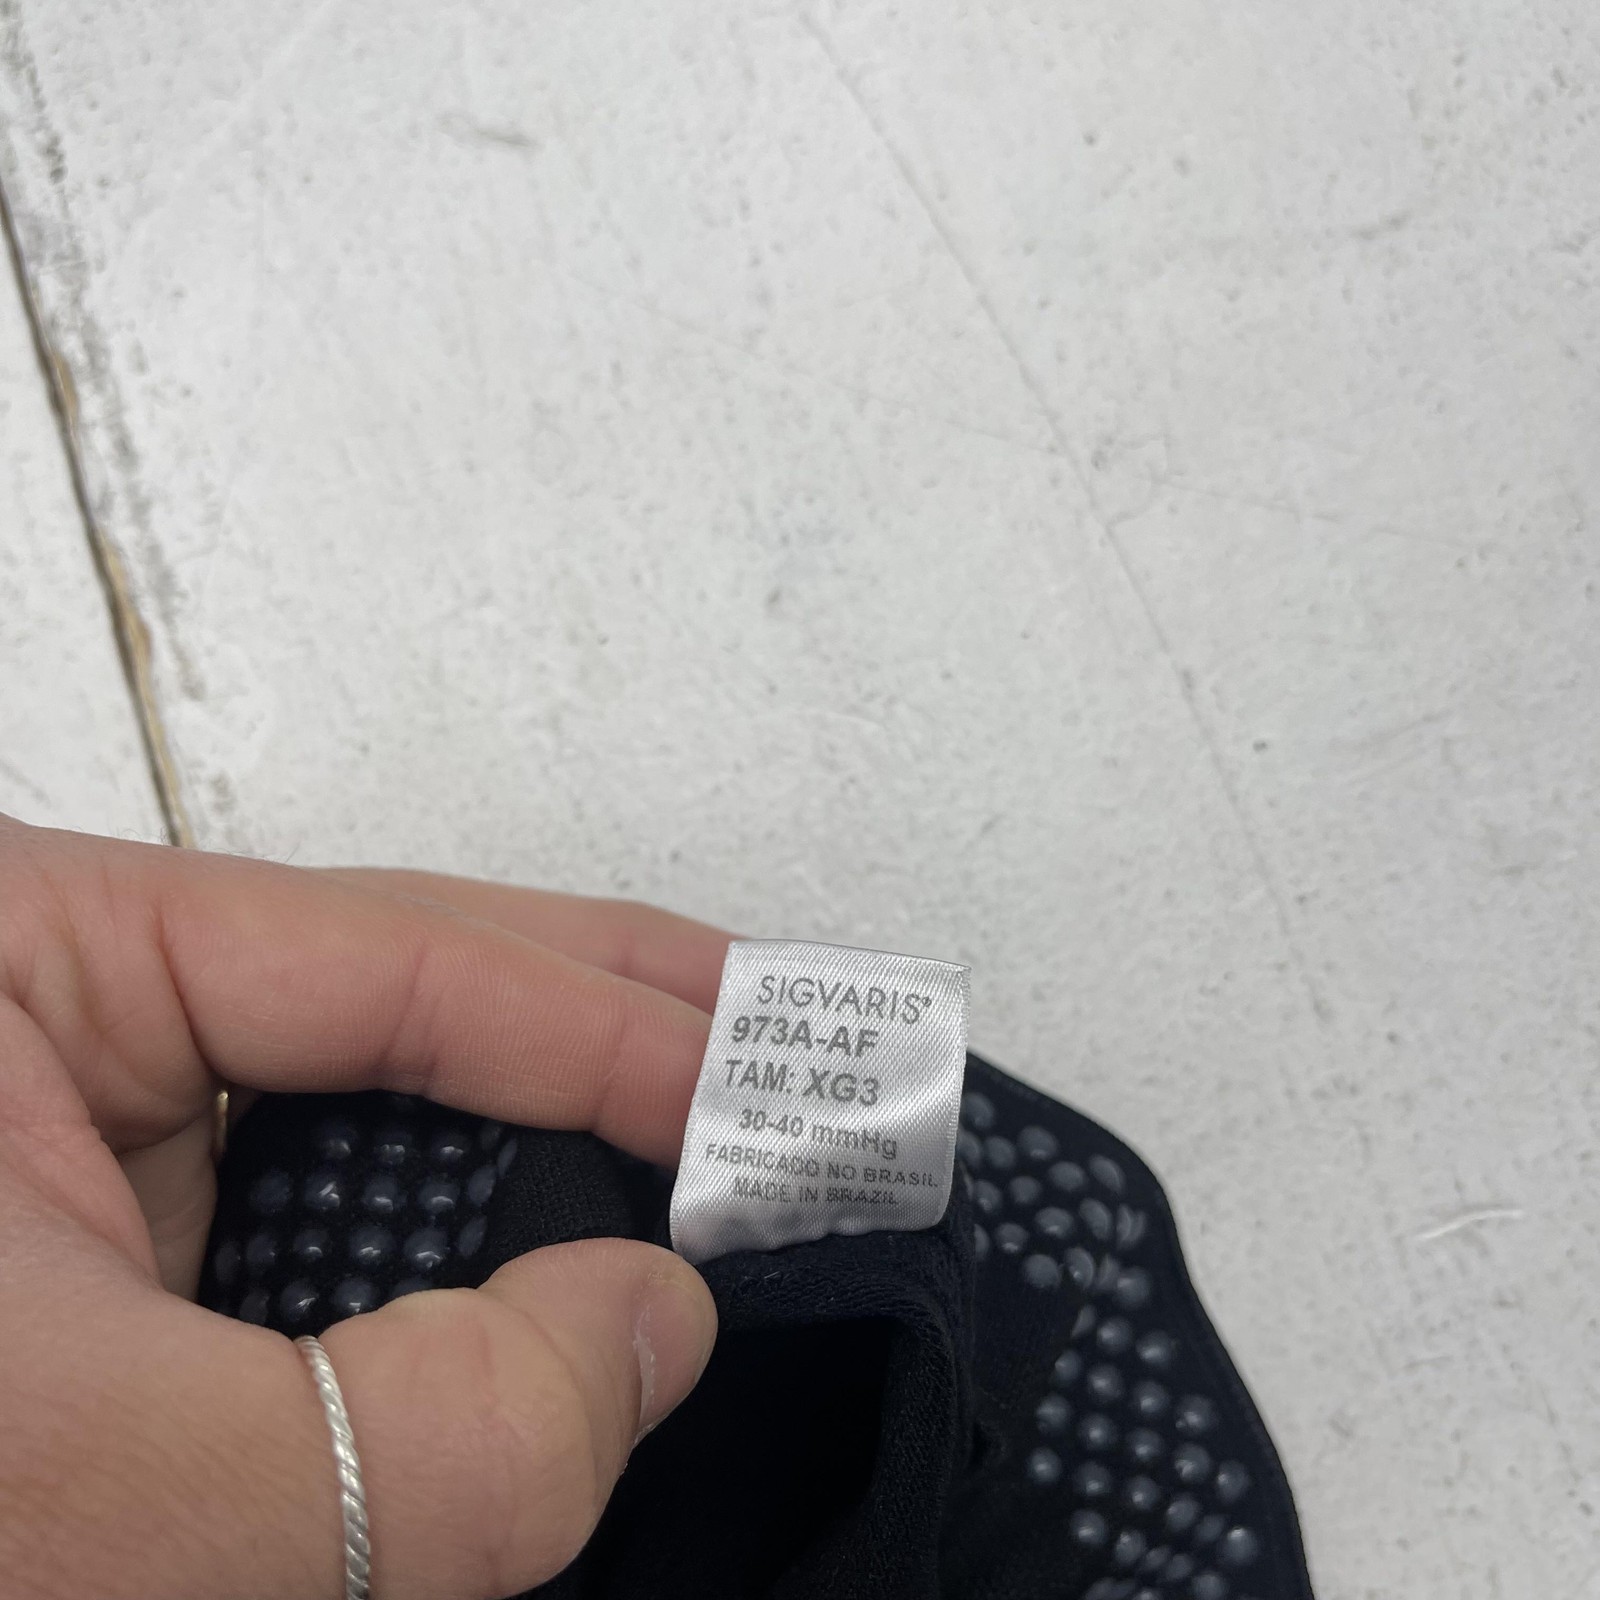 SIGVARIS®
973A-AF
TAM: XG3
30-40 mmHg
FABRICADO NO BRASIL
MADE IN BRAZIL